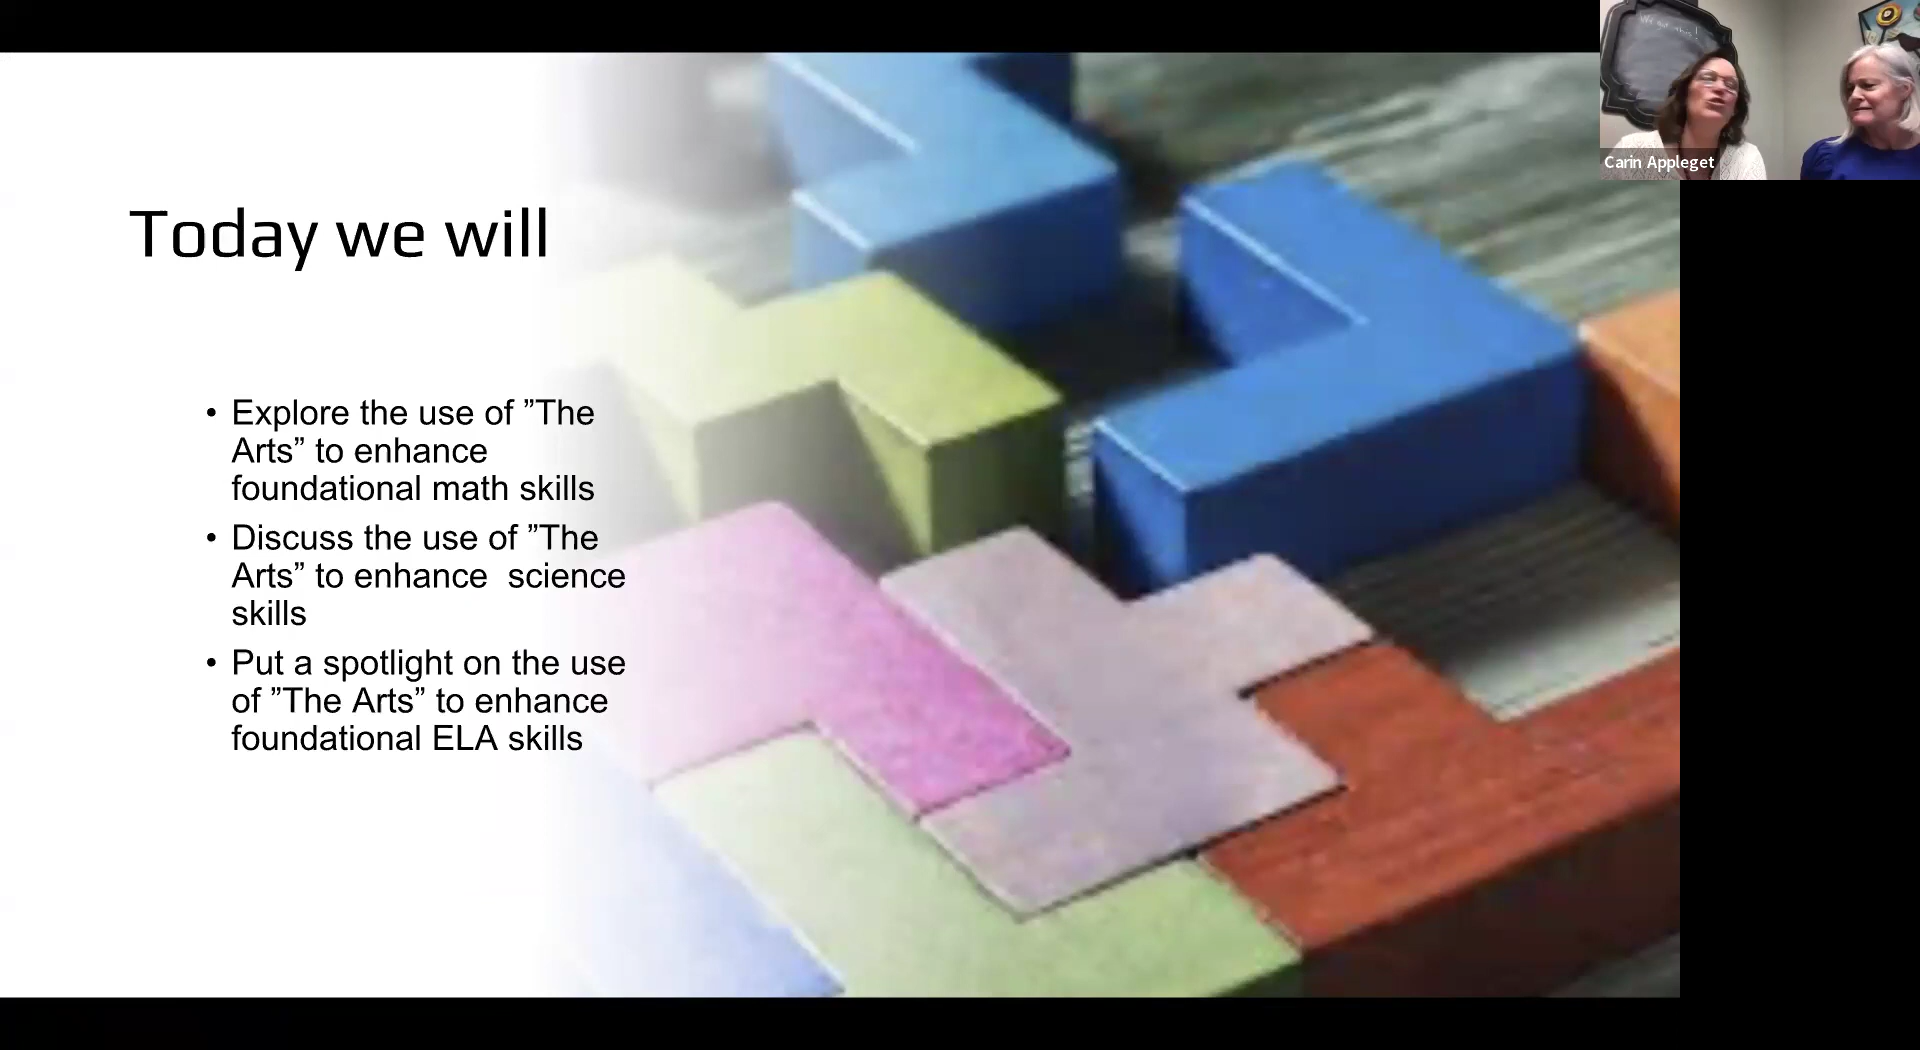 Today we will
• Explore the use of ”The
Arts” to enhance
foundational math skills
• Discuss the use of ”The
Arts” to enhance  science
skills
• Put a spotlight on the use
of ”The Arts” to enhance
foundational ELA skills
Carin Appleget